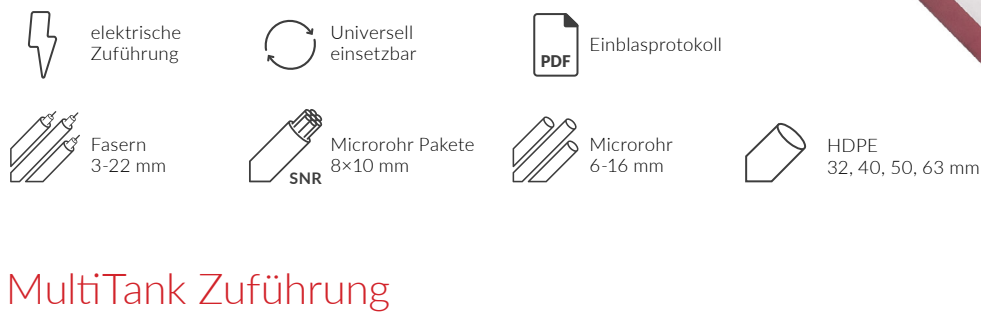 elektrische
Zuführung
Universell
einsetzbar
PDF
Einblasprotokoll
Fasern
3-22 mm
SNR
Microrohr Pakete
8×10 mm
Microrohr
6-16 mm
HDPE
32, 40, 50, 63 mm
MultiTank Zuführung